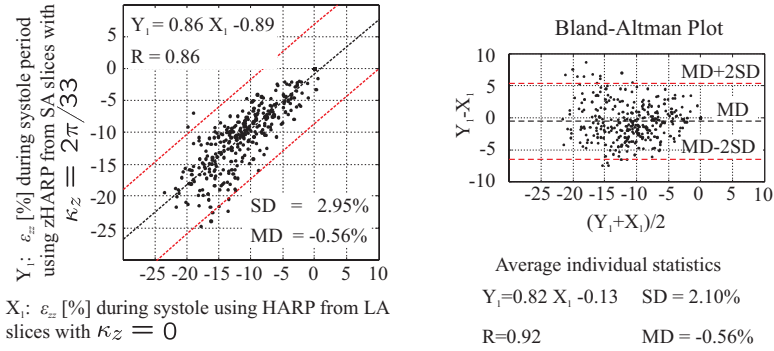 Y₁ = 0.86 X₁ -0.89
R = 0.86
5
0
-5
-10
-15
-20
-25
SD = 2.95%
MD = -0.56%
-25 -20 -15 -10 -5 0 5 10
Y₁: εzz [%] during systole period
using zHARP from SA slices with
κz = 2π/33
X₁: εzz [%] during systole using HARP from LA
slices with κz = 0
Bland-Altman Plot
10
5
0
-5
-10
MD+2SD
MD
MD-2SD
Y₁-X₁
-25 -20 -15 -10 -5 0 5 10
(Y₁+X₁)/2
Average individual statistics
Y₁=0.82 X₁ -0.13 SD = 2.10%
R=0.92 MD = -0.56%